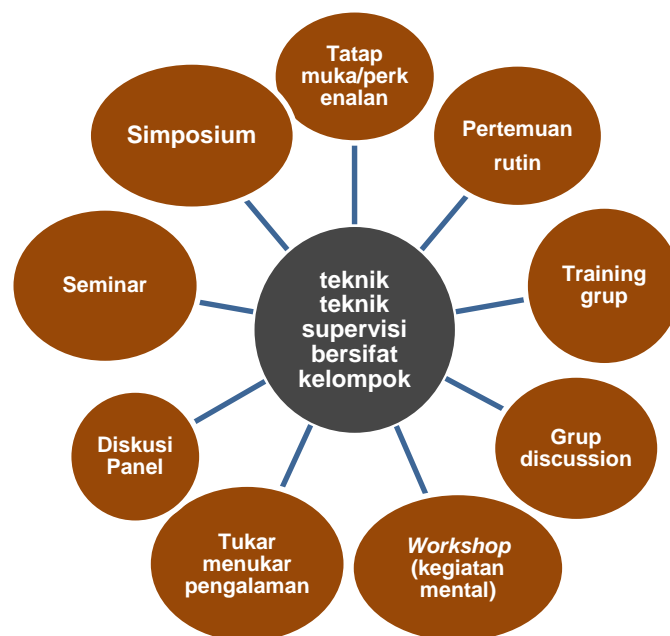 Tatap
muka/perk
enalan
Pertemuan
rutin
Training
grup
Grup
discussion
Workshop
(kegiatan
mental)
Tukar
menukar
pengalaman
Diskusi
Panel
Seminar
Simposium
teknik
teknik
supervisi
bersifat
kelompok